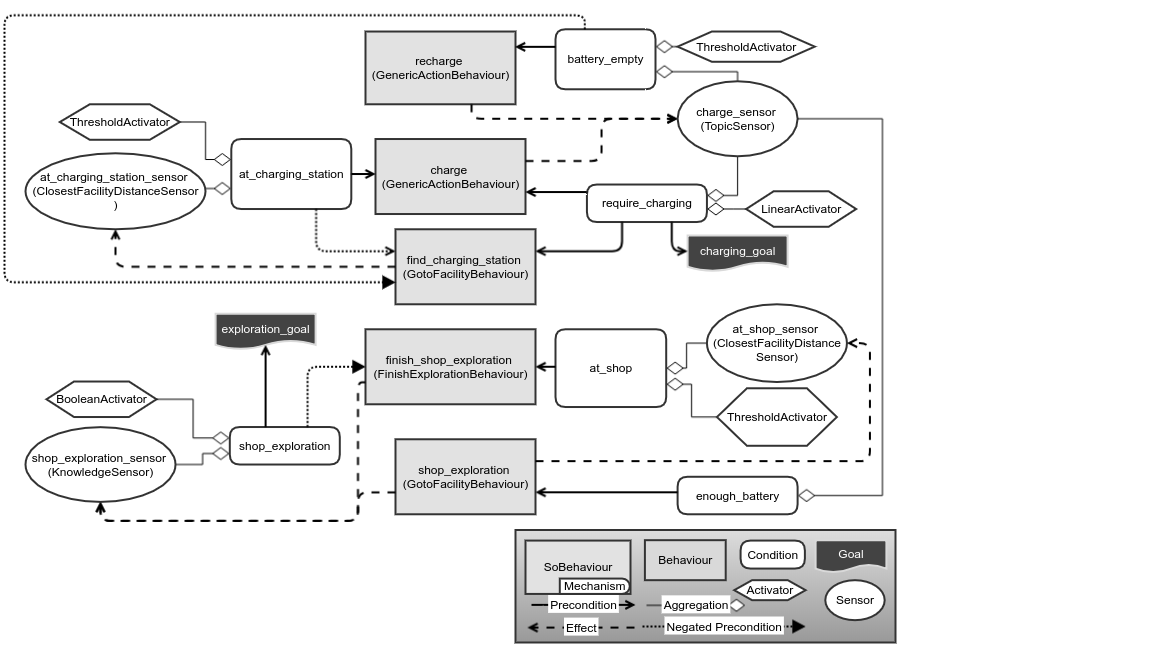 recharge
(GenericActionBehaviour)
battery_empty
ThresholdActivator
charge_sensor
(TopicSensor)
ThresholdActivator
at_charging_station_sensor
(ClosestFacilityDistanceSensor
)
at_charging_station
charge
(GenericActionBehaviour)
require_charging
LinearActivator
charging_goal
find_charging_station
(GotoFacilityBehaviour)
exploration_goal
finish_shop_exploration
(FinishExplorationBehaviour)
at_shop
at_shop_sensor
(ClosestFacilityDistance
Sensor)
ThresholdActivator
BooleanActivator
shop_exploration_sensor
(KnowledgeSensor)
shop_exploration
shop_exploration
(GotoFacilityBehaviour)
enough_battery
SoBehaviour
Mechanism
Behaviour
Condition
Goal
Activator
Sensor
Precondition
Aggregation
Effect
Negated Precondition